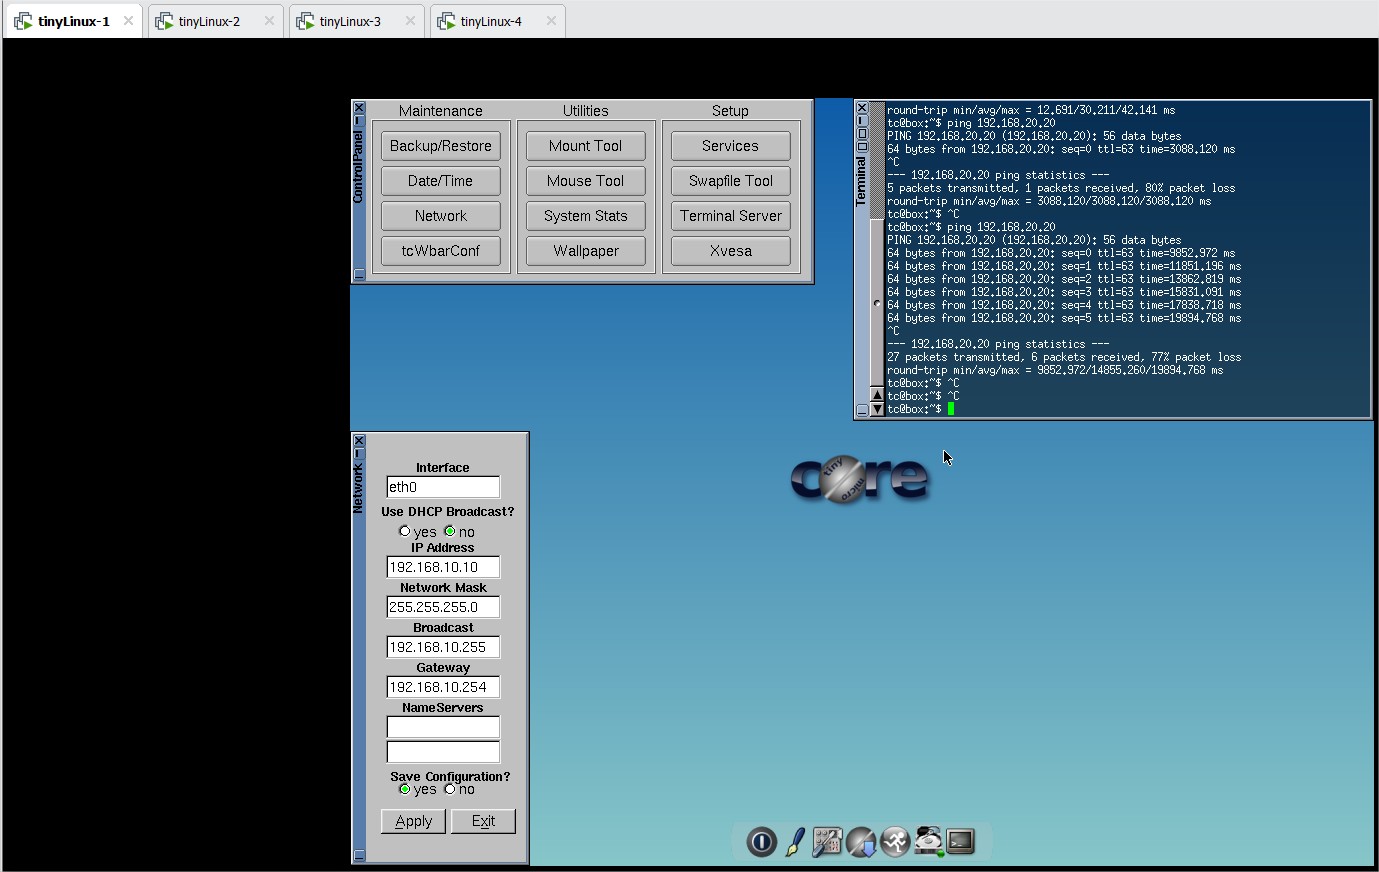 tinyLinux-1
tinyLinux-2
tinyLinux-3
tinyLinux-4
ControlPanel
Maintenance
Backup/Restore
Date/Time
Network
tcWbarConf
Utilities
Mount Tool
Mouse Tool
System Stats
Wallpaper
Setup
Services
Swapfile Tool
Terminal Server
Xvesa
Terminal
round-trip min/avg/max = 12.691/30.211/42.141 ms
tc@box:~$ ping 192.168.20.20
PING 192.168.20.20 (192.168.20.20): 56 data bytes
64 bytes from 192.168.20.20: seq=0 ttl=63 time=3088.120 ms
^C
--- 192.168.20.20 ping statistics ---
5 packets transmitted, 1 packets received, 80% packet loss
round-trip min/avg/max = 3088.120/3088.120/3088.120 ms
tc@box:~$ ^C
tc@box:~$ ping 192.168.20.20
PING 192.168.20.20 (192.168.20.20): 56 data bytes
64 bytes from 192.168.20.20: seq=0 ttl=63 time=9852.972 ms
64 bytes from 192.168.20.20: seq=1 ttl=63 time=11851.196 ms
64 bytes from 192.168.20.20: seq=2 ttl=63 time=13862.819 ms
64 bytes from 192.168.20.20: seq=3 ttl=63 time=15831.091 ms
64 bytes from 192.168.20.20: seq=4 ttl=63 time=17838.718 ms
64 bytes from 192.168.20.20: seq=5 ttl=63 time=19894.768 ms
^C
--- 192.168.20.20 ping statistics ---
27 packets transmitted, 6 packets received, 77% packet loss
round-trip min/avg/max = 9852.972/14855.260/19894.768 ms
tc@box:~$ ^C
tc@box:~$ ^C
tc@box:~$
Network
Interface
eth0
Use DHCP Broadcast?
yes no
IP Address
192.168.10.10
Network Mask
255.255.255.0
Broadcast
192.168.10.255
Gateway
192.168.10.254
NameServers
Save Configuration?
yes no
Apply Exit
core
tiny
micro